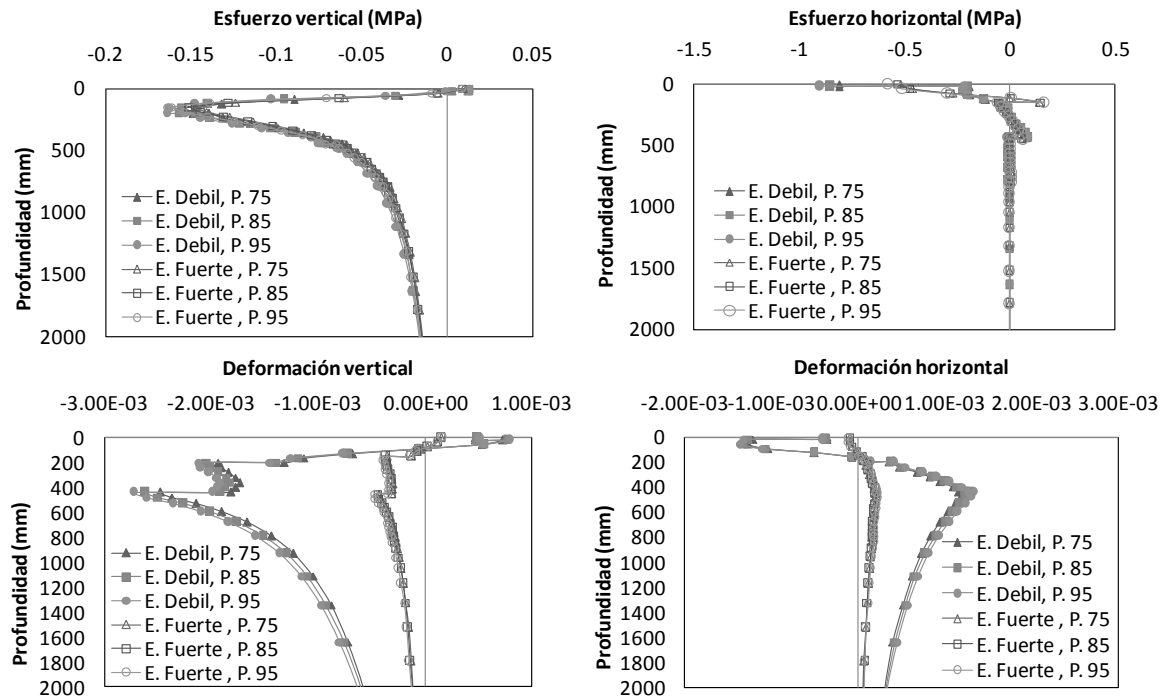 Esfuerzo vertical (MPa)
-0.2 -0.15 -0.1 -0.05 0 0.05
0
500
1000
1500
2000
Profundidad (mm)
E. Debil, P. 75
E. Debil, P. 85
E. Debil, P. 95
E. Fuerte , P. 75
E. Fuerte , P. 85
E. Fuerte , P. 95
Esfuerzo horizontal (MPa)
-1.5 -1 -0.5 0 0.5
0
500
1000
1500
2000
Profundidad (mm)
E. Debil, P. 75
E. Debil, P. 85
E. Debil, P. 95
E. Fuerte , P. 75
E. Fuerte , P. 85
E. Fuerte , P. 95
Deformación vertical
-3.00E-03 -2.00E-03 -1.00E-03 0.00E+00 1.00E-03
0
200
400
600
800
1000
1200
1400
1600
1800
2000
Profundidad (mm)
E. Debil, P. 75
E. Debil, P. 85
E. Debil, P. 95
E. Fuerte , P. 75
E. Fuerte , P. 85
E. Fuerte , P. 95
Deformación horizontal
-2.00E-03 -1.00E-03 0.00E+00 1.00E-03 2.00E-03 3.00E-03
0
200
400
600
800
1000
1200
1400
1600
1800
2000
Profundidad (mm)
E. Debil, P. 75
E. Debil, P. 85
E. Debil, P. 95
E. Fuerte , P. 75
E. Fuerte , P. 85
E. Fuerte , P. 95